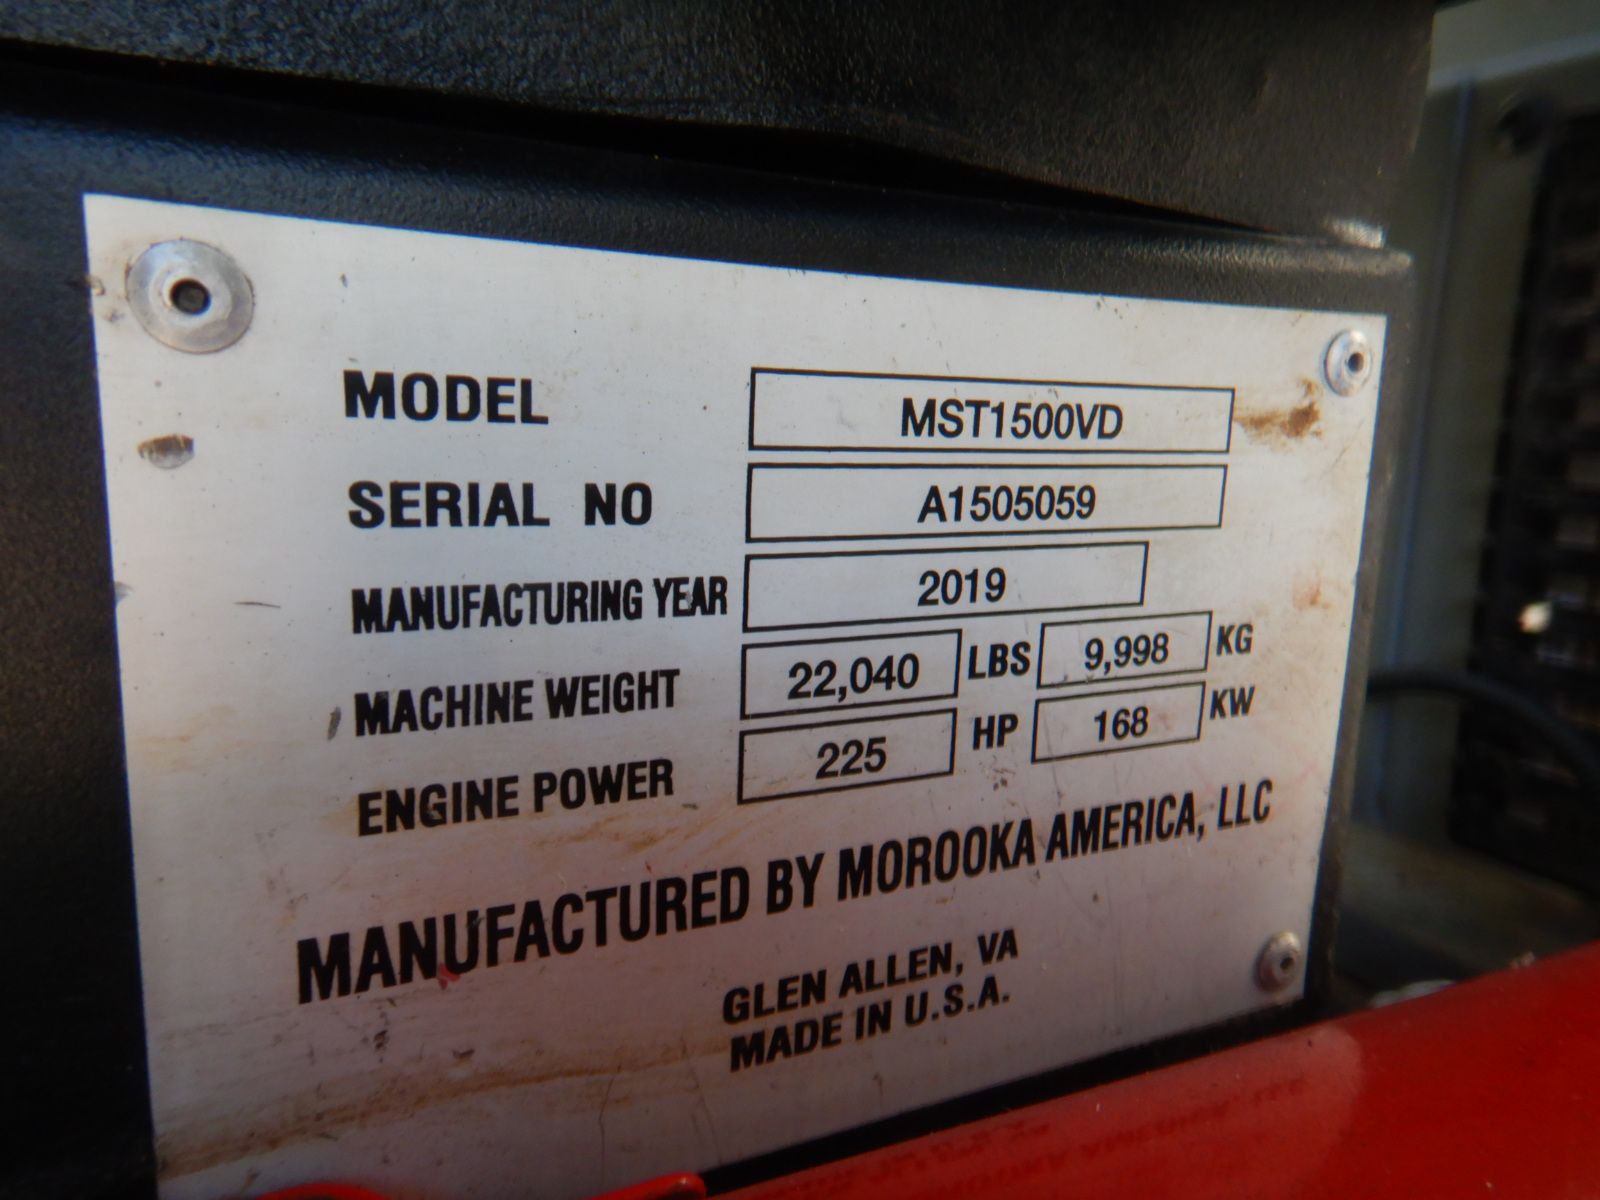 MODEL MST1500VD
SERIAL NO A1505059
MANUFACTURING YEAR 2019
MACHINE WEIGHT 22,040 LBS 9,998 KG
ENGINE POWER 225 HP 168 KW
MANUFACTURED BY MOROOKA AMERICA, LLC
GLEN ALLEN, VA
MADE IN U.S.A.